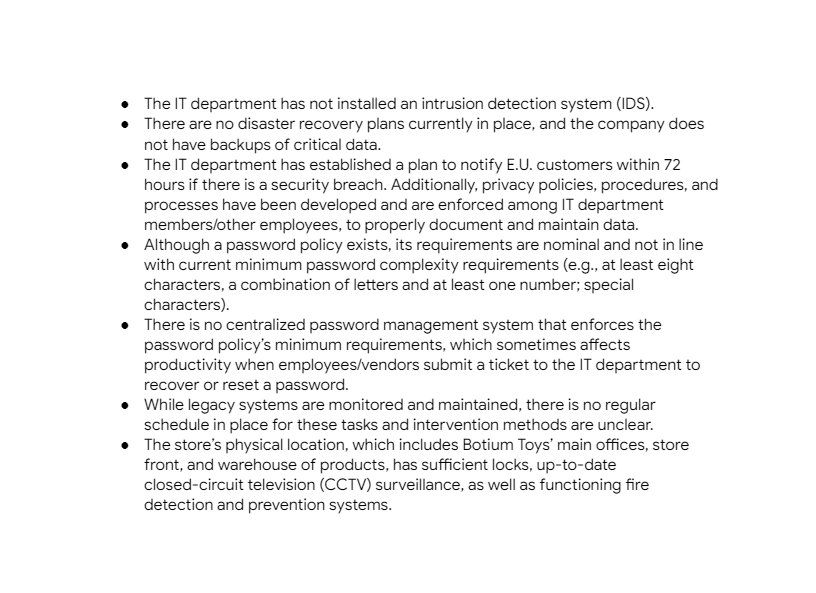 ● The IT department has not installed an intrusion detection system (IDS).
● There are no disaster recovery plans currently in place, and the company does
not have backups of critical data.
● The IT department has established a plan to notify E.U. customers within 72
hours if there is a security breach. Additionally, privacy policies, procedures, and
processes have been developed and are enforced among IT department
members/other employees, to properly document and maintain data.
● Although a password policy exists, its requirements are nominal and not in line
with current minimum password complexity requirements (e.g., at least eight
characters, a combination of letters and at least one number; special
characters).
● There is no centralized password management system that enforces the
password policy’s minimum requirements, which sometimes affects
productivity when employees/vendors submit a ticket to the IT department to
recover or reset a password.
● While legacy systems are monitored and maintained, there is no regular
schedule in place for these tasks and intervention methods are unclear.
● The store’s physical location, which includes Botium Toys’ main offices, store
front, and warehouse of products, has sufficient locks, up-to-date
closed-circuit television (CCTV) surveillance, as well as functioning fire
detection and prevention systems.